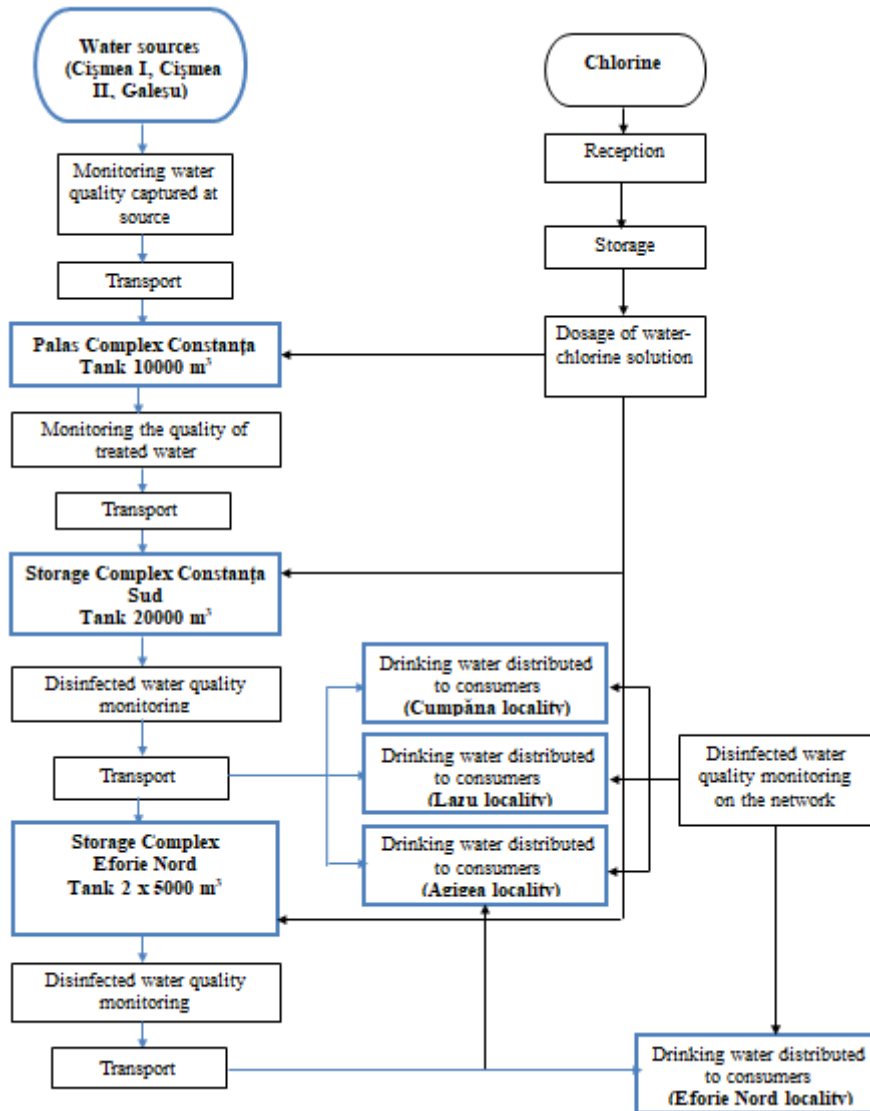 Water sources
(Cişmea I, Cişmea
II, Galeşu)
Monitoring water
quality captured at
source
Transport
Palas Complex Constanţa
Tank 10000 m³
Monitoring the quality of
treated water
Transport
Storage Complex Constanţa
Sud
Tank 20000 m³
Disinfected water quality
monitoring
Transport
Storage Complex
Eforie Nord
Tank 2 x 5000 m³
Disinfected water quality
monitoring
Transport
Chlorine
Reception
Storage
Dosage of water-
chlorine solution
Drinking water distributed
to consumers
(Cumpăna locality)
Drinking water distributed
to consumers
(Lazu locality)
Drinking water distributed
to consumers
(Agigea locality)
Disinfected water
quality monitoring
on the network
Drinking water distributed
to consumers
(Eforie Nord locality)